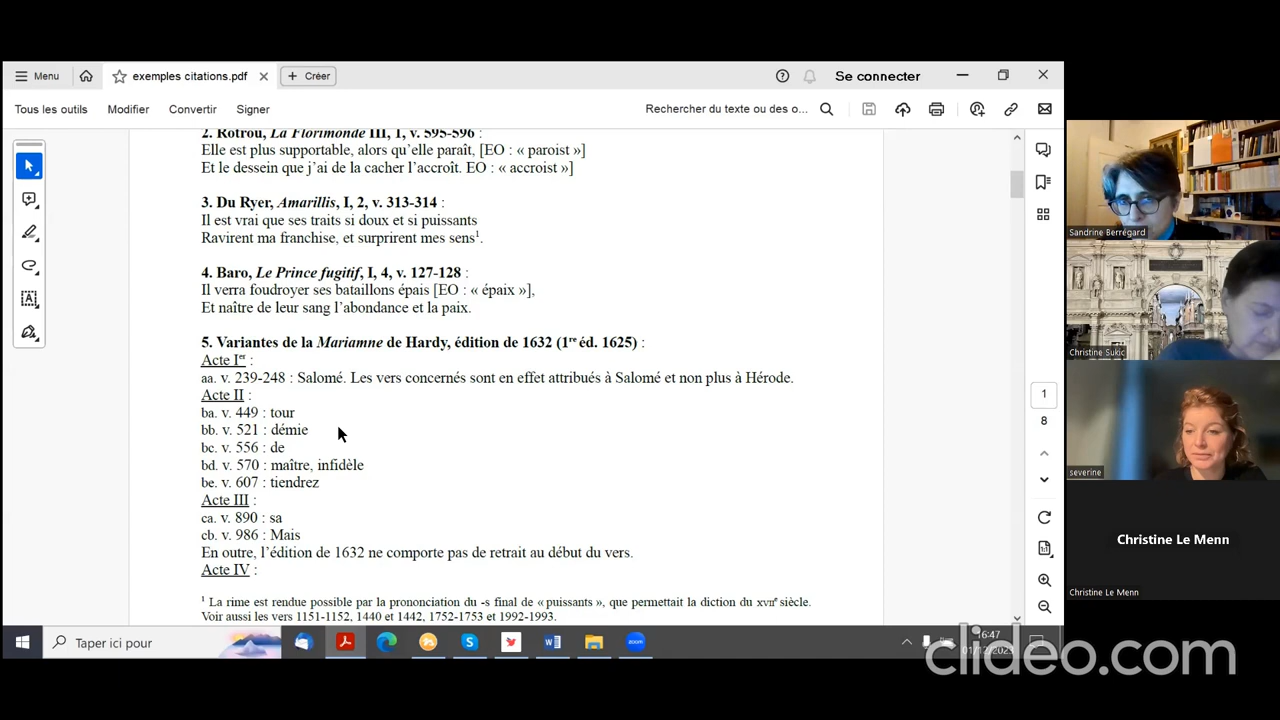 Menu
exemples citations.pdf
Créer
Se connecter
Tous les outils
Modifier
Convertir
Signer
Rechercher du texte ou des o...
2. Rotrou, La Florimonde III, 1, v. 595-596 :
Elle est plus supportable, alors qu'elle paraît, [EO : « paroist »]
Et le dessein que j'ai de la cacher l'accroît. EO : « accroist »]
3. Du Ryer, Amarillis, I, 2, v. 313-314 :
Il est vrai que ses traits si doux et si puissants
Ravirent ma franchise, et surprirent mes sens¹.
4. Baro, Le Prince fugitif, I, 4, v. 127-128 :
Il verra foudroyer ses bataillons épais [EO : « épaix »],
Et naître de leur sang l'abondance et la paix.
5. Variantes de la Mariamne de Hardy, édition de 1632 (1re éd. 1625) :
Acte Ier :
aa. v. 239-248 : Salomé. Les vers concernés sont en effet attribués à Salomé et non plus à Hérode.
Acte II :
ba. v. 449 : tour
bb. v. 521 : démie
bc. v. 556 : de
bd. v. 570 : maître, infidèle
be. v. 607 : tiendrez
Acte III :
ca. v. 890 : sa
cb. v. 986 : Mais
En outre, l'édition de 1632 ne comporte pas de retrait au début du vers.
Acte IV :
¹ La rime est rendue possible par la prononciation du -s final de « puissants », que permettait la diction du XVIIe siècle.
Voir aussi les vers 1151-1152, 1440 et 1442, 1752-1753 et 1992-1993.
1
8
Sandrine Berrégard
Christine Sukic
severine
Christine Le Menn
Christine Le Menn
Taper ici pour
zoom
16:47
01/12/2023
clideo.com